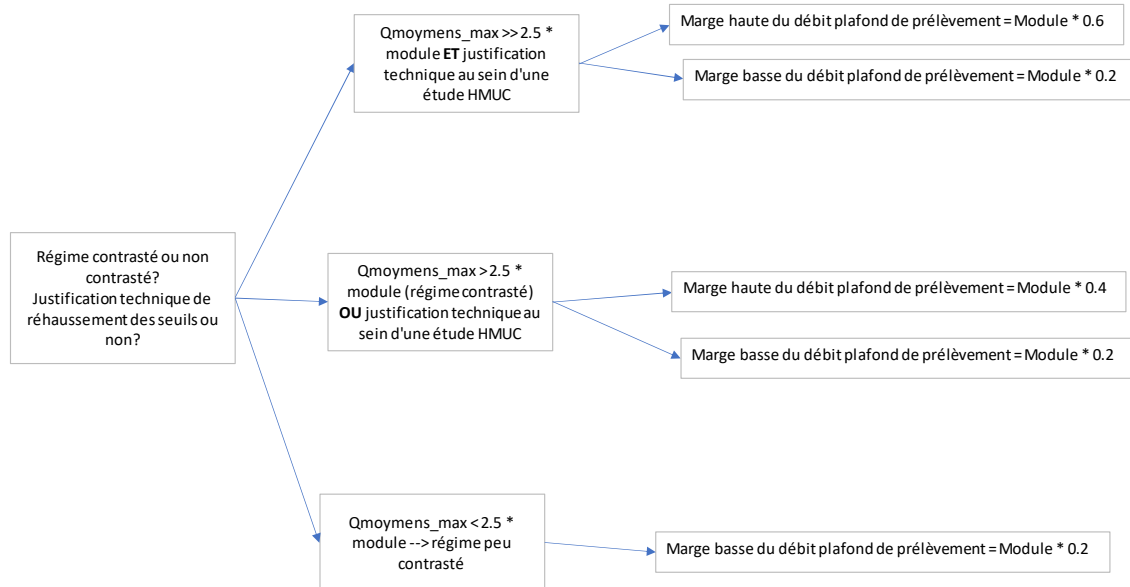 Qmoymens_max >> 2.5 *
module ET justification
technique au sein d'une
étude HMUC
Marge haute du débit plafond de prélèvement = Module * 0.6
Marge basse du débit plafond de prélèvement = Module * 0.2
Régime contrasté ou non
contrasté?
Justification technique de
réhaussement des seuils ou
non?
Qmoymens_max > 2.5 *
module (régime contrasté)
OU justification technique au
sein d'une étude HMUC
Marge haute du débit plafond de prélèvement = Module * 0.4
Marge basse du débit plafond de prélèvement = Module * 0.2
Qmoymens_max < 2.5 *
module --> régime peu
contrasté
Marge basse du débit plafond de prélèvement = Module * 0.2